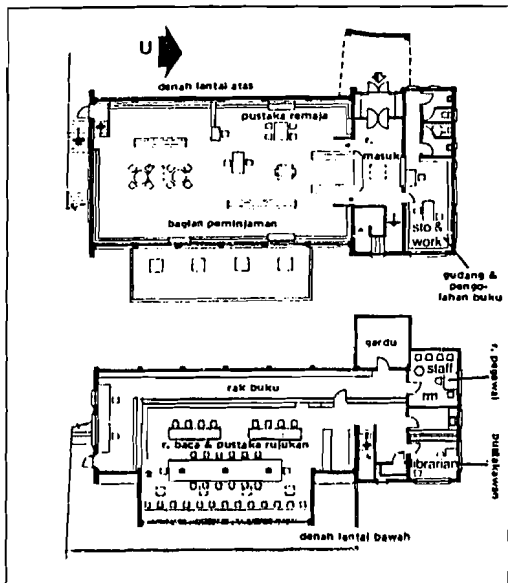 U
denah lantai atas
pustaka remaja
r.
masuk
bagian peminjaman
sto &
work
gudang &
pengo-
lahan buku
gardu
staff
rm
r. pegawai
rak buku
r. baca & pustaka rujukan
librarian
pustakawan
denah lantai bawah